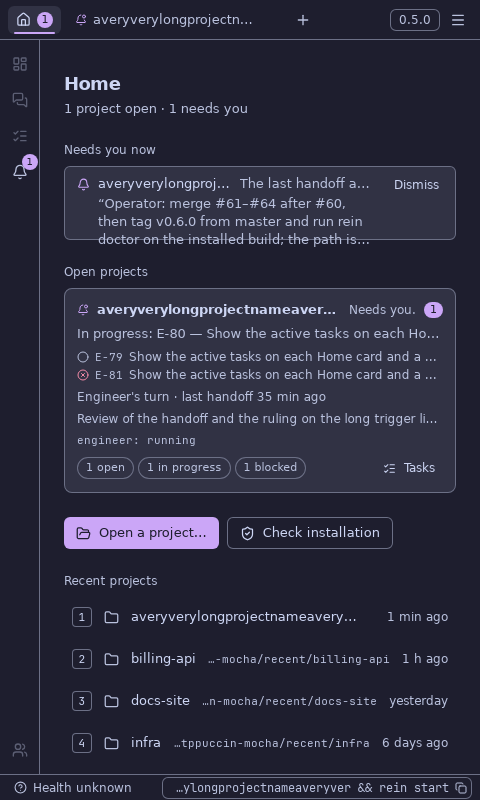 1
averyverylongprojectn…
0.5.0
1
Home
1 project open · 1 needs you
Needs you now
averyverylongproj… The last handoff a… Dismiss
“Operator: merge #61–#64 after #60,
then tag v0.6.0 from master and run rein
doctor on the installed build; the path is…
Open projects
averyverylongprojectnameaver… Needs you. 1
In progress: E-80 — Show the active tasks on each Ho…
E-79 Show the active tasks on each Home card and a …
E-81 Show the active tasks on each Home card and a …
Engineer's turn · last handoff 35 min ago
Review of the handoff and the ruling on the long trigger li…
engineer: running
1 open 1 in progress 1 blocked Tasks
Open a project… Check installation
Recent projects
1 averyverylongprojectnameavery… 1 min ago
2 billing-api …-mocha/recent/billing-api 1 h ago
3 docs-site …n-mocha/recent/docs-site yesterday
4 infra …tppuccin-mocha/recent/infra 6 days ago
Health unknown …ylongprojectnameaveryver && rein start